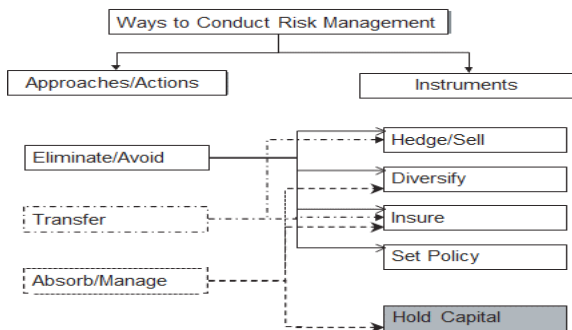 Ways to Conduct Risk Management
Approaches/Actions
Instruments
Eliminate/Avoid
Transfer
Absorb/Manage
Hedge/Sell
Diversify
Insure
Set Policy
Hold Capital